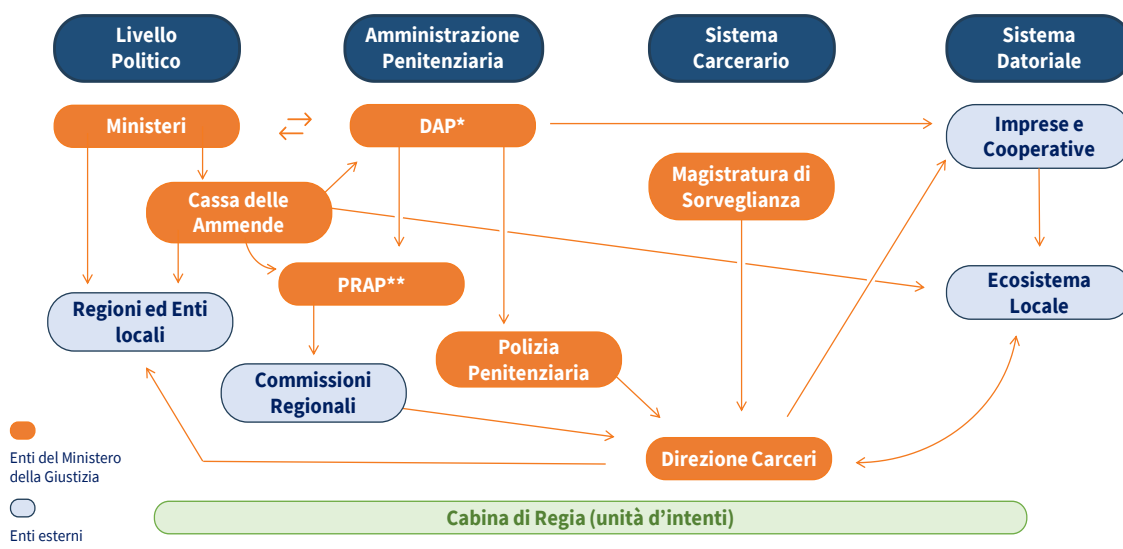 Livello
Politico
Amministrazione
Penitenziaria
Sistema
Carcerario
Sistema
Datoriale
Ministeri
DAP*
Imprese e
Cooperative
Cassa delle
Ammende
Magistratura di
Sorveglianza
PRAP**
Ecosistema
Locale
Regioni ed Enti
locali
Polizia
Penitenziaria
Commissioni
Regionali
Direzione Carceri
Enti del Ministero
della Giustizia
Enti esterni
Cabina di Regia (unità d’intenti)